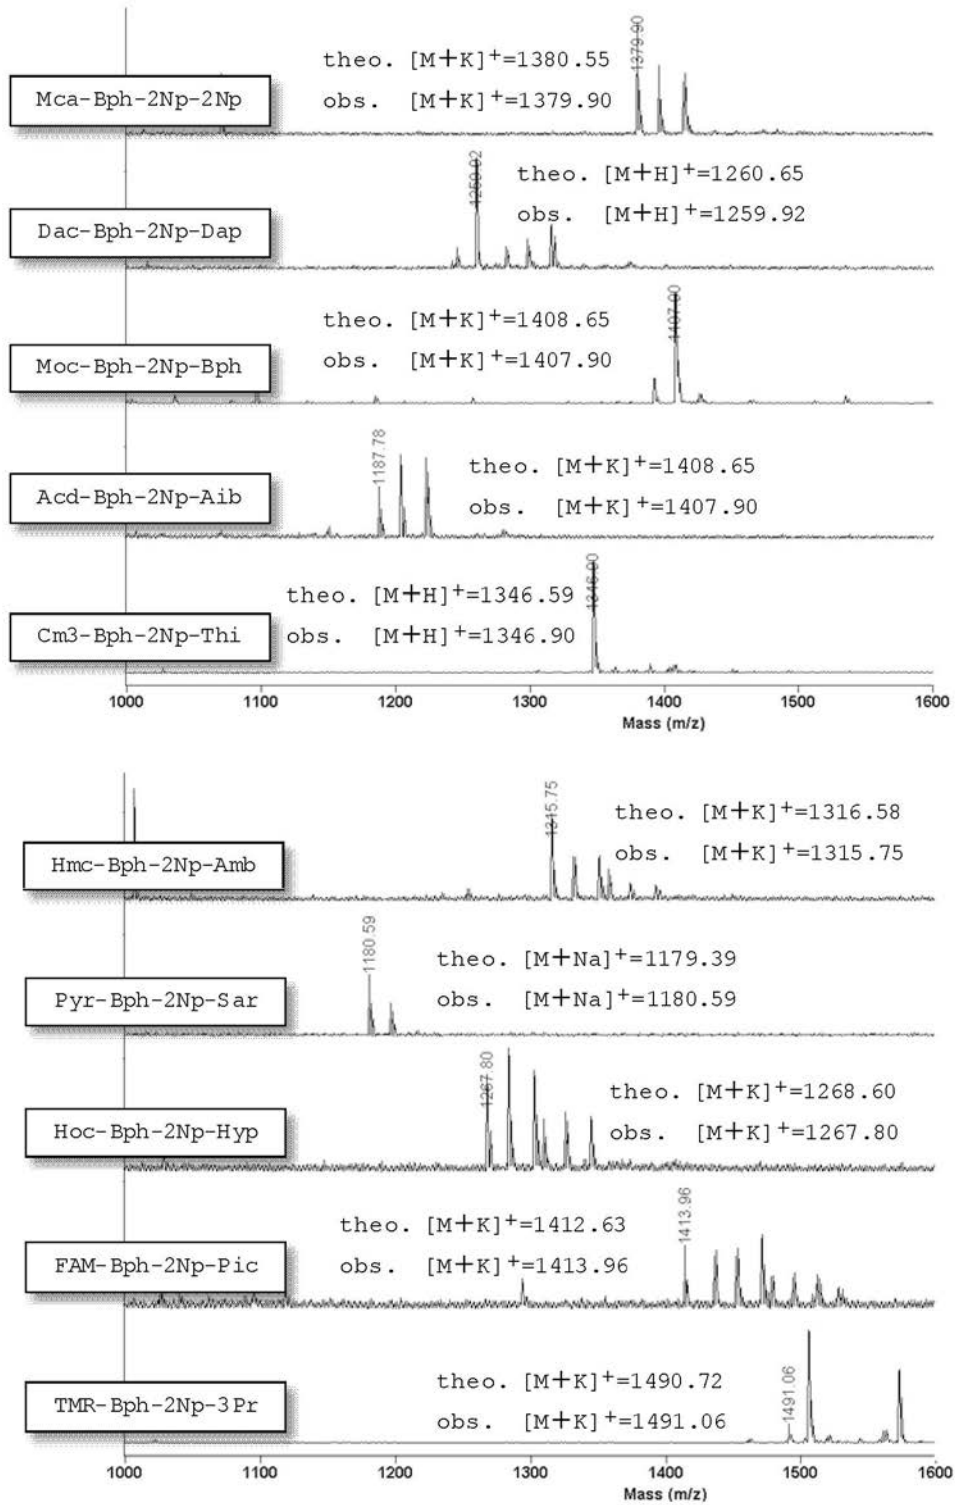 1379.90
theo. [M+K]+=1380.55
Mca-Bph-2Np-2Np
obs. [M+K]+=1379.90
1259.92
theo. [M+H]+=1260.65
Dac-Bph-2Np-Dap
obs. [M+H]+=1259.92
1407.90
theo. [M+K]+=1408.65
Moc-Bph-2Np-Bph
obs. [M+K]+=1407.90
1187.78
theo. [M+K]+=1408.65
Acd-Bph-2Np-Aib
obs. [M+K]+=1407.90
1346.90
theo. [M+H]+=1346.59
Cm3-Bph-2Np-Thi
obs. [M+H]+=1346.90
1000 1100 1200 1300 1400 1500 1600
Mass (m/z)
1315.75
theo. [M+K]+=1316.58
Hmc-Bph-2Np-Amb
obs. [M+K]+=1315.75
1180.59
theo. [M+Na]+=1179.39
Pyr-Bph-2Np-Sar
obs. [M+Na]+=1180.59
1267.80
theo. [M+K]+=1268.60
Hoc-Bph-2Np-Hyp
obs. [M+K]+=1267.80
1413.96
theo. [M+K]+=1412.63
FAM-Bph-2Np-Pic
obs. [M+K]+=1413.96
1491.06
theo. [M+K]+=1490.72
TMR-Bph-2Np-3Pr
obs. [M+K]+=1491.06
1000 1100 1200 1300 1400 1500 1600
Mass (m/z)